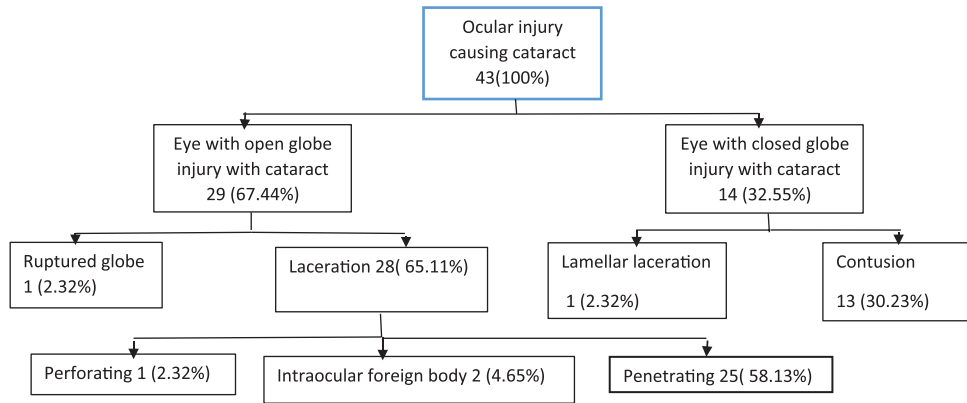 Ocular injury
causing cataract
43(100%)
Eye with open globe
injury with cataract
29 (67.44%)
Eye with closed globe
injury with cataract
14 (32.55%)
Ruptured globe
1 (2.32%)
Laceration 28( 65.11%)
Lamellar laceration
1 (2.32%)
Contusion
13 (30.23%)
Perforating 1 (2.32%)
Intraocular foreign body 2 (4.65%)
Penetrating 25( 58.13%)